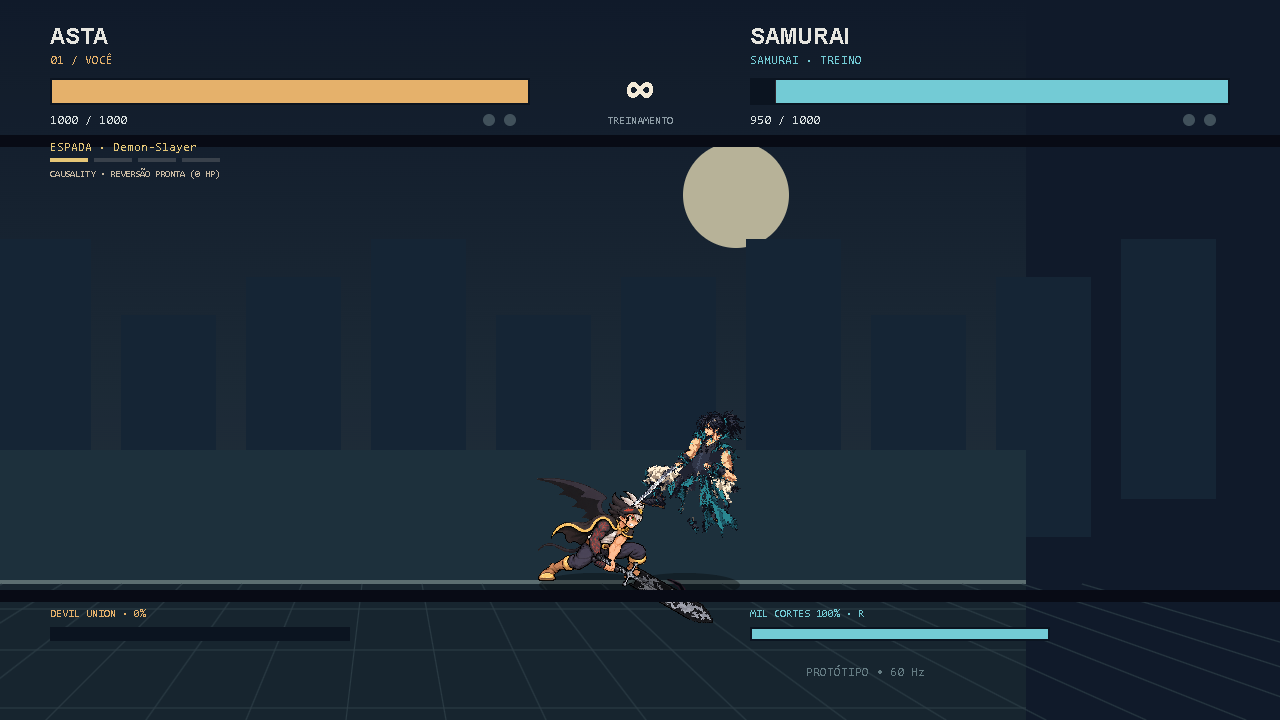 ASTA
01 / VOCÊ
1000 / 1000
∞
TREINAMENTO
SAMURAI
SAMURAI · TREINO
950 / 1000
ESPADA · Demon-Slayer
CAUSALITY · REVERSÃO PRONTA (0 HP)
DEVIL UNION · 0%
MIL CORTES 100% · R
PROTÓTIPO • 60 Hz